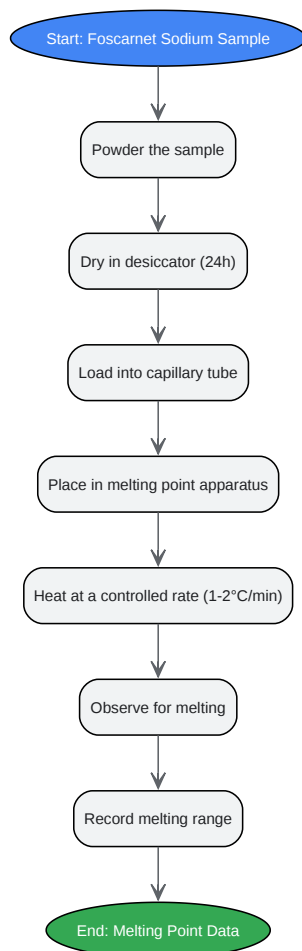 Start: Foscarnet Sodium Sample
Powder the sample
Dry in desiccator (24h)
Load into capillary tube
Place in melting point apparatus
Heat at a controlled rate (1-2°C/min)
Observe for melting
Record melting range
End: Melting Point Data